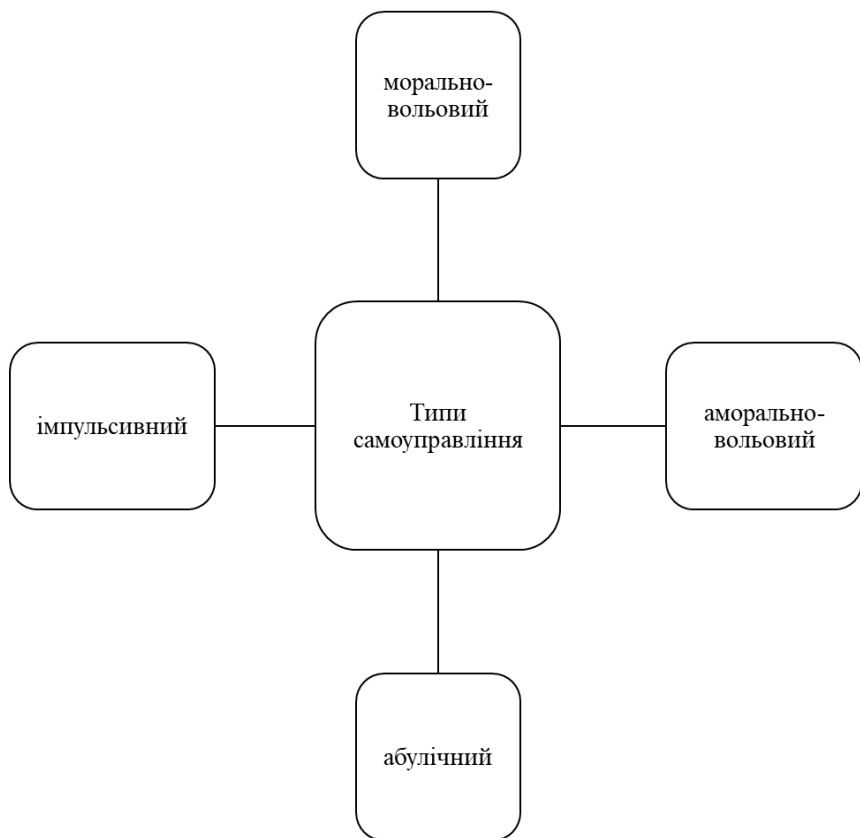 морально-
вольовий
імпульсивний
Типи
самоуправління
аморально-
вольовий
абулічний